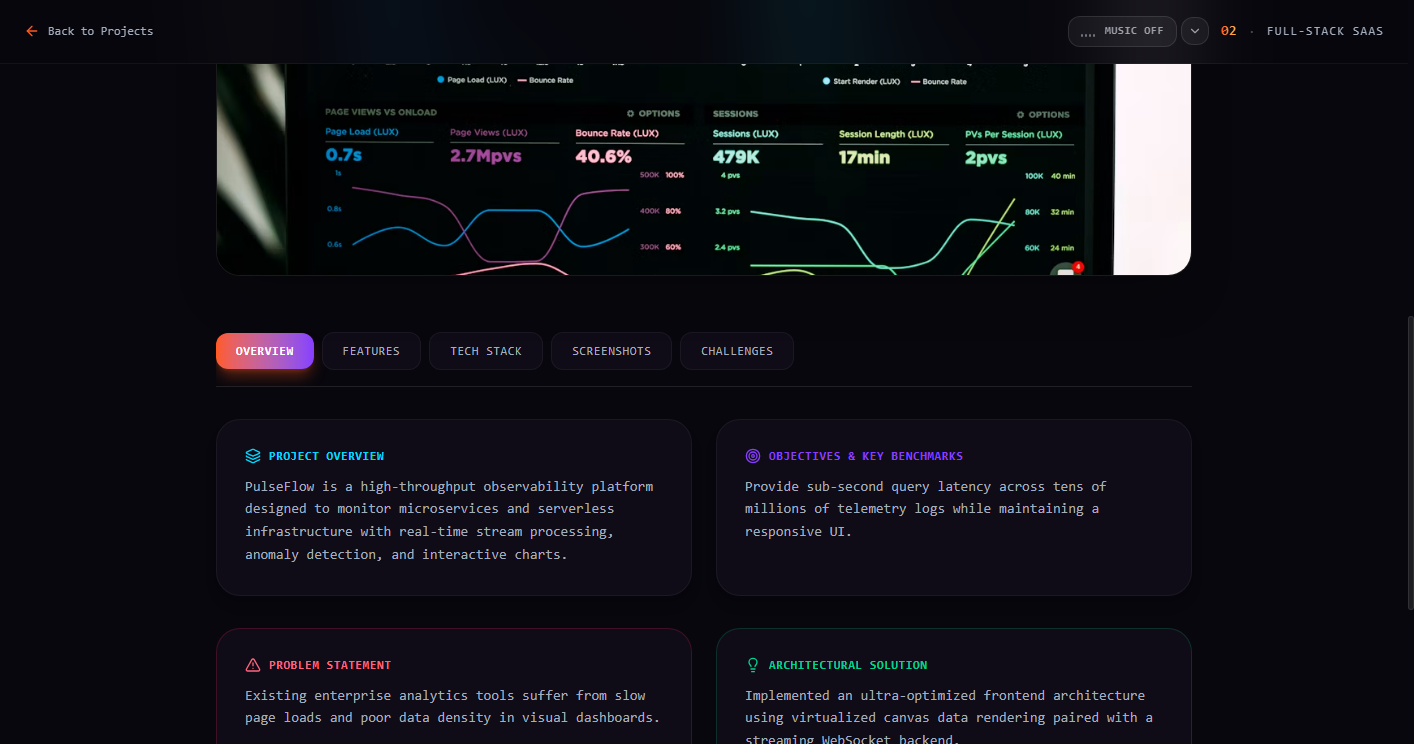 Back to Projects
MUSIC OFF
02 · FULL-STACK SAAS
Page Load (LUX) Bounce Rate
Start Render (LUX) Bounce Rate
PAGE VIEWS VS ONLOAD OPTIONS
SESSIONS OPTIONS
Page Load (LUX) Page Views (LUX) Bounce Rate (LUX)
0.7s 2.7Mpvs 40.6%
Sessions (LUX) Session Length (LUX) PVs Per Session (LUX)
479K 17min 2pvs
1s 500K 100%
0.8s 400K 80%
0.6s 300K 60%
4 pvs 100K 40 min
3.2 pvs 80K 32 min
2.4 pvs 60K 24 min
4
OVERVIEW
FEATURES
TECH STACK
SCREENSHOTS
CHALLENGES
PROJECT OVERVIEW
PulseFlow is a high-throughput observability platform
designed to monitor microservices and serverless
infrastructure with real-time stream processing,
anomaly detection, and interactive charts.
OBJECTIVES & KEY BENCHMARKS
Provide sub-second query latency across tens of
millions of telemetry logs while maintaining a
responsive UI.
PROBLEM STATEMENT
Existing enterprise analytics tools suffer from slow
page loads and poor data density in visual dashboards.
ARCHITECTURAL SOLUTION
Implemented an ultra-optimized frontend architecture
using virtualized canvas data rendering paired with a
streaming WebSocket backend.